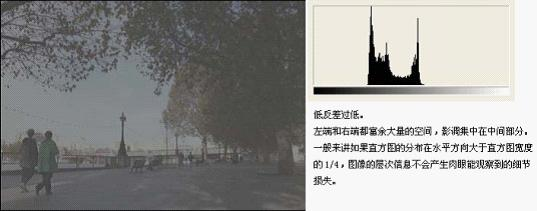 低反差过低。
左端和右端都富余大量的空间，影调集中在中间部分。
一般来讲如果直方图的分布在水平方向大于直方图宽度
的1/4，图像的层次信息不会产生肉眼能观察到的细节
损失。